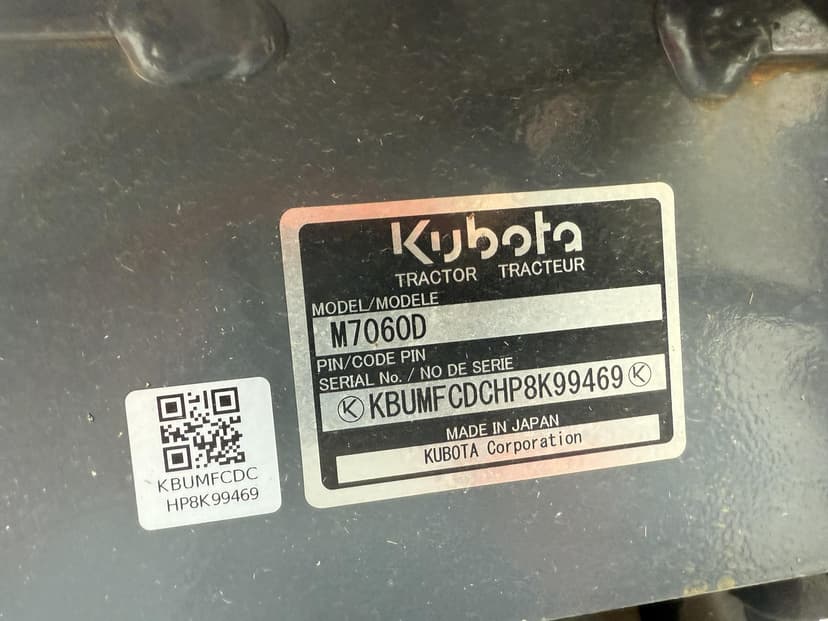 Kubota
TRACTOR TRACTEUR
MODEL/MODELE
M7060D
PIN/CODE PIN
SERIAL No. / NO DE SERIE
K KBUMFCDCHP8K99469 K
MADE IN JAPAN
KUBOTA Corporation
KBUMFCDC
HP8K99469